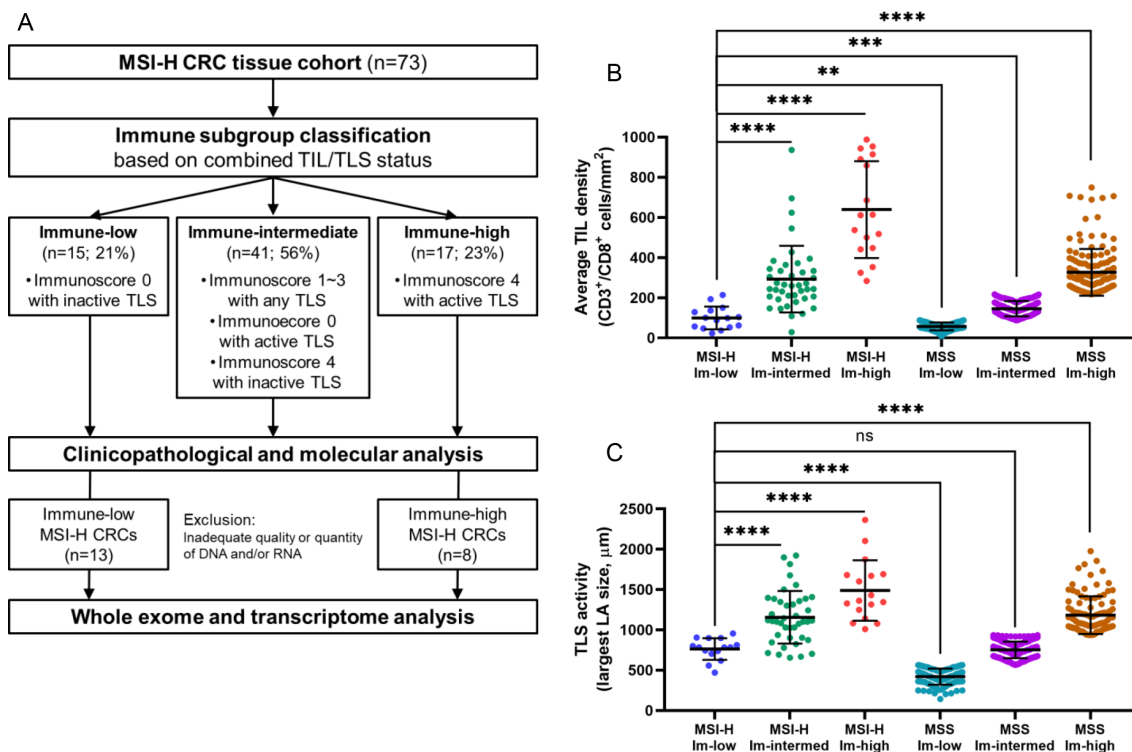 A
MSI-H CRC tissue cohort (n=73)
Immune subgroup classification
based on combined TIL/TLS status
Immune-low
(n=15; 21%)
•Immunoscore 0
with inactive TLS
Immune-intermediate
(n=41; 56%)
•Immunoscore 1~3
with any TLS
•Immunoecore 0
with active TLS
•Immunoscore 4
with inactive TLS
Immune-high
(n=17; 23%)
•Immunoscore 4
with active TLS
Clinicopathological and molecular analysis
Immune-low
MSI-H CRCs
(n=13)
Exclusion:
Inadequate quality or quantity
of DNA and/or RNA
Immune-high
MSI-H CRCs
(n=8)
Whole exome and transcriptome analysis
B
****
***
**
****
****
Average TIL density
(CD3⁺/CD8⁺ cells/mm²)
1000
800
600
400
200
0
MSI-H
Im-low
MSI-H
Im-intermed
MSI-H
Im-high
MSS
Im-low
MSS
Im-intermed
MSS
Im-high
C
****
ns
****
****
****
TLS activity
(largest LA size, μm)
2500
2000
1500
1000
500
0
MSI-H
Im-low
MSI-H
Im-intermed
MSI-H
Im-high
MSS
Im-low
MSS
Im-intermed
MSS
Im-high